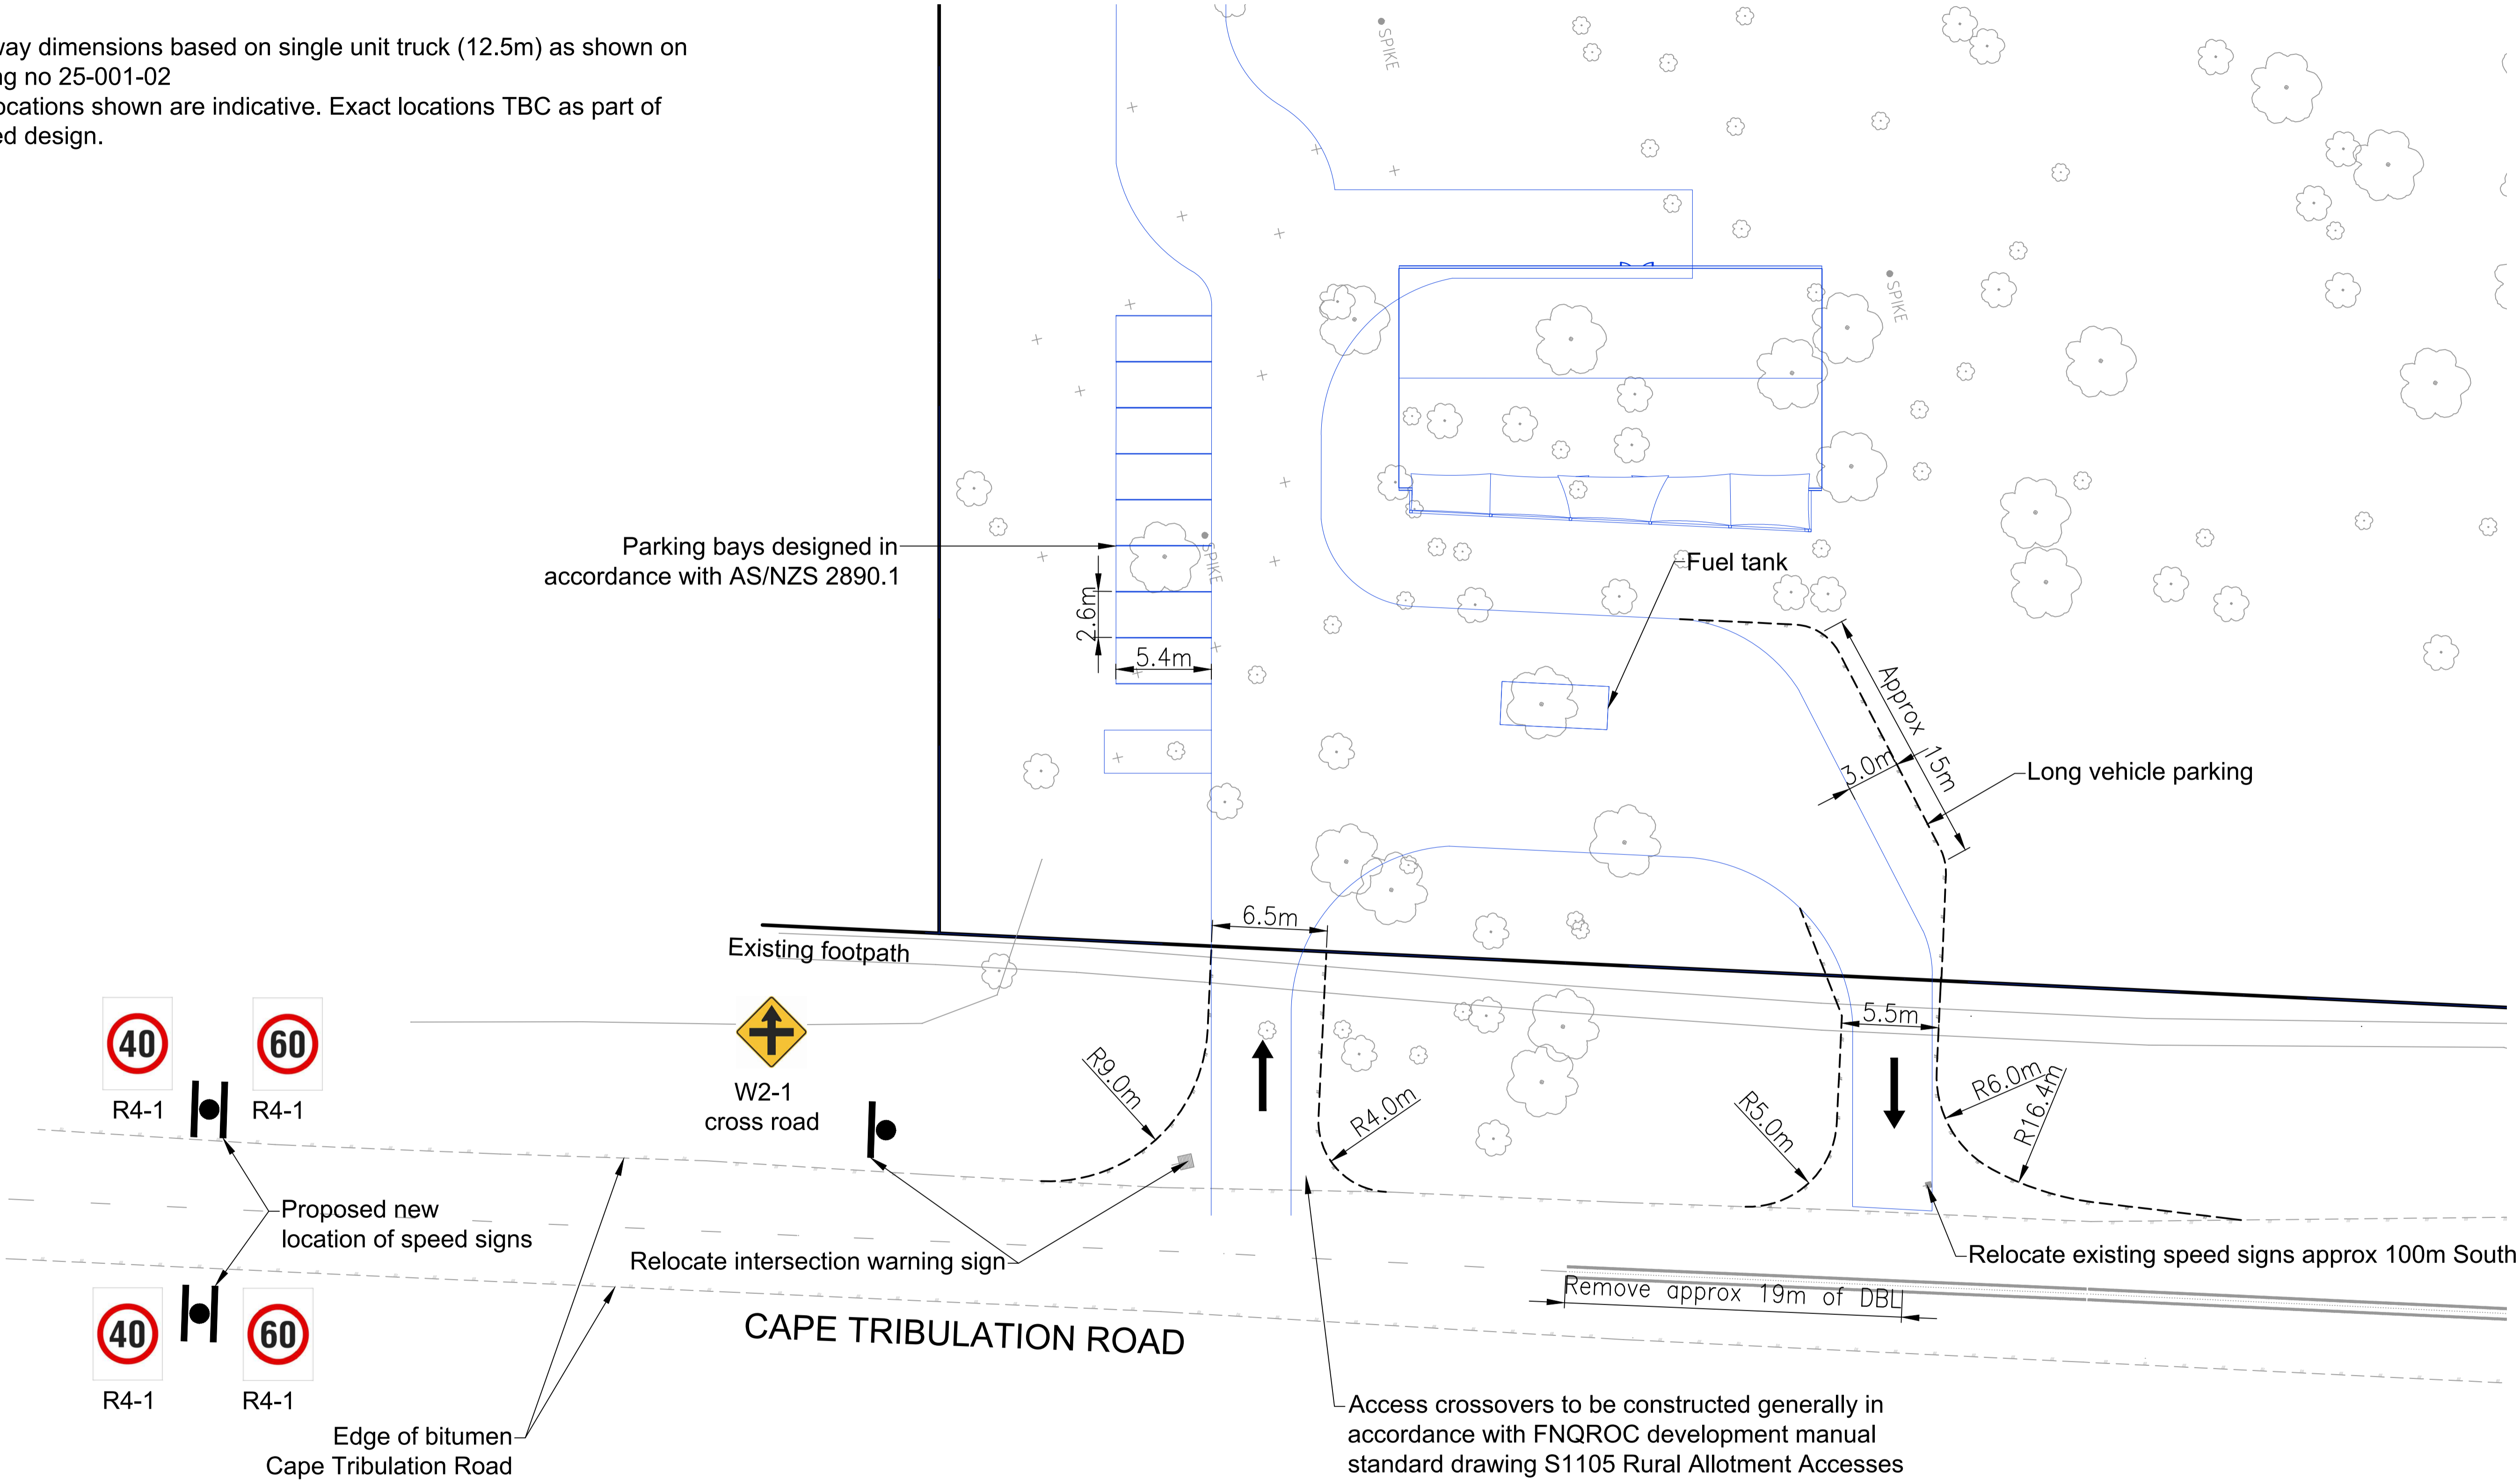 way dimensions based on single unit truck (12.5m) as shown on
ng no 25-001-02
ocations shown are indicative. Exact locations TBC as part of
ed design.
SPIKE
SPIKE
Parking bays designed in
accordance with AS/NZS 2890.1
SPIKE
2.6m
5.4m
Fuel tank
Approx 15m
3.0m
Long vehicle parking
6.5m
Existing footpath
5.5m
40
60
R4-1
R4-1
W2-1
cross road
R9.0m
R4.0m
R5.0m
R6.0m
R16.4m
Proposed new
location of speed signs
Relocate intersection warning sign
Relocate existing speed signs approx 100m South
Remove approx 19m of DBL
CAPE TRIBULATION ROAD
40
60
R4-1
R4-1
Edge of bitumen
Cape Tribulation Road
Access crossovers to be constructed generally in
accordance with FNQROC development manual
standard drawing S1105 Rural Allotment Accesses